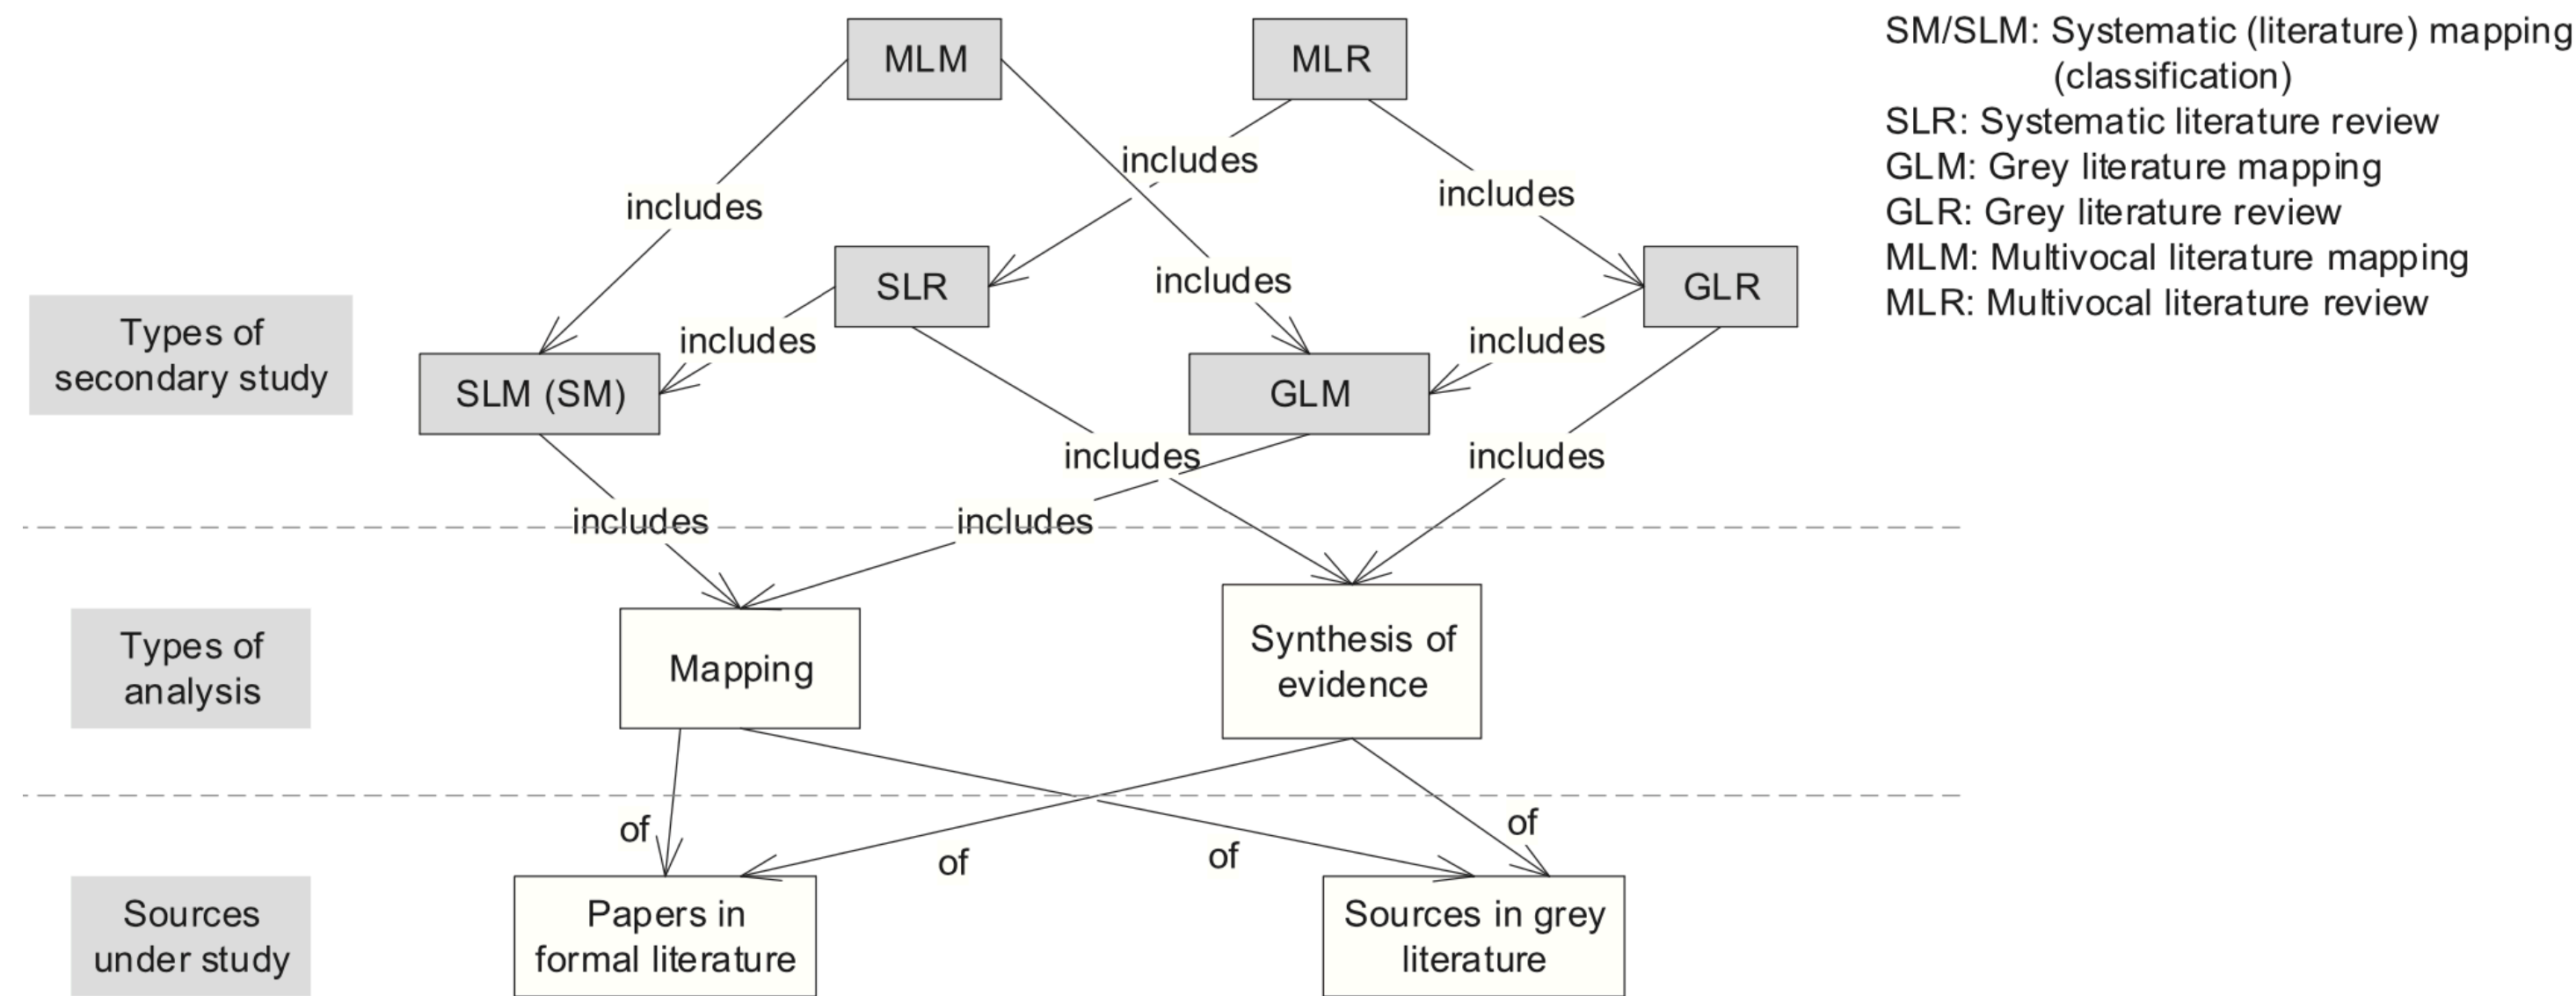 MLM
MLR
SM/SLM: Systematic (literature) mapping
(classification)
SLR: Systematic literature review
GLM: Grey literature mapping
GLR: Grey literature review
MLM: Multivocal literature mapping
MLR: Multivocal literature review
includes
includes
includes
includes
SLR
GLR
includes
includes
Types of
secondary study
SLM (SM)
GLM
includes
includes
includes
includes
Types of
analysis
Mapping
Synthesis of
evidence
of
of
of
of
Sources
under study
Papers in
formal literature
Sources in grey
literature